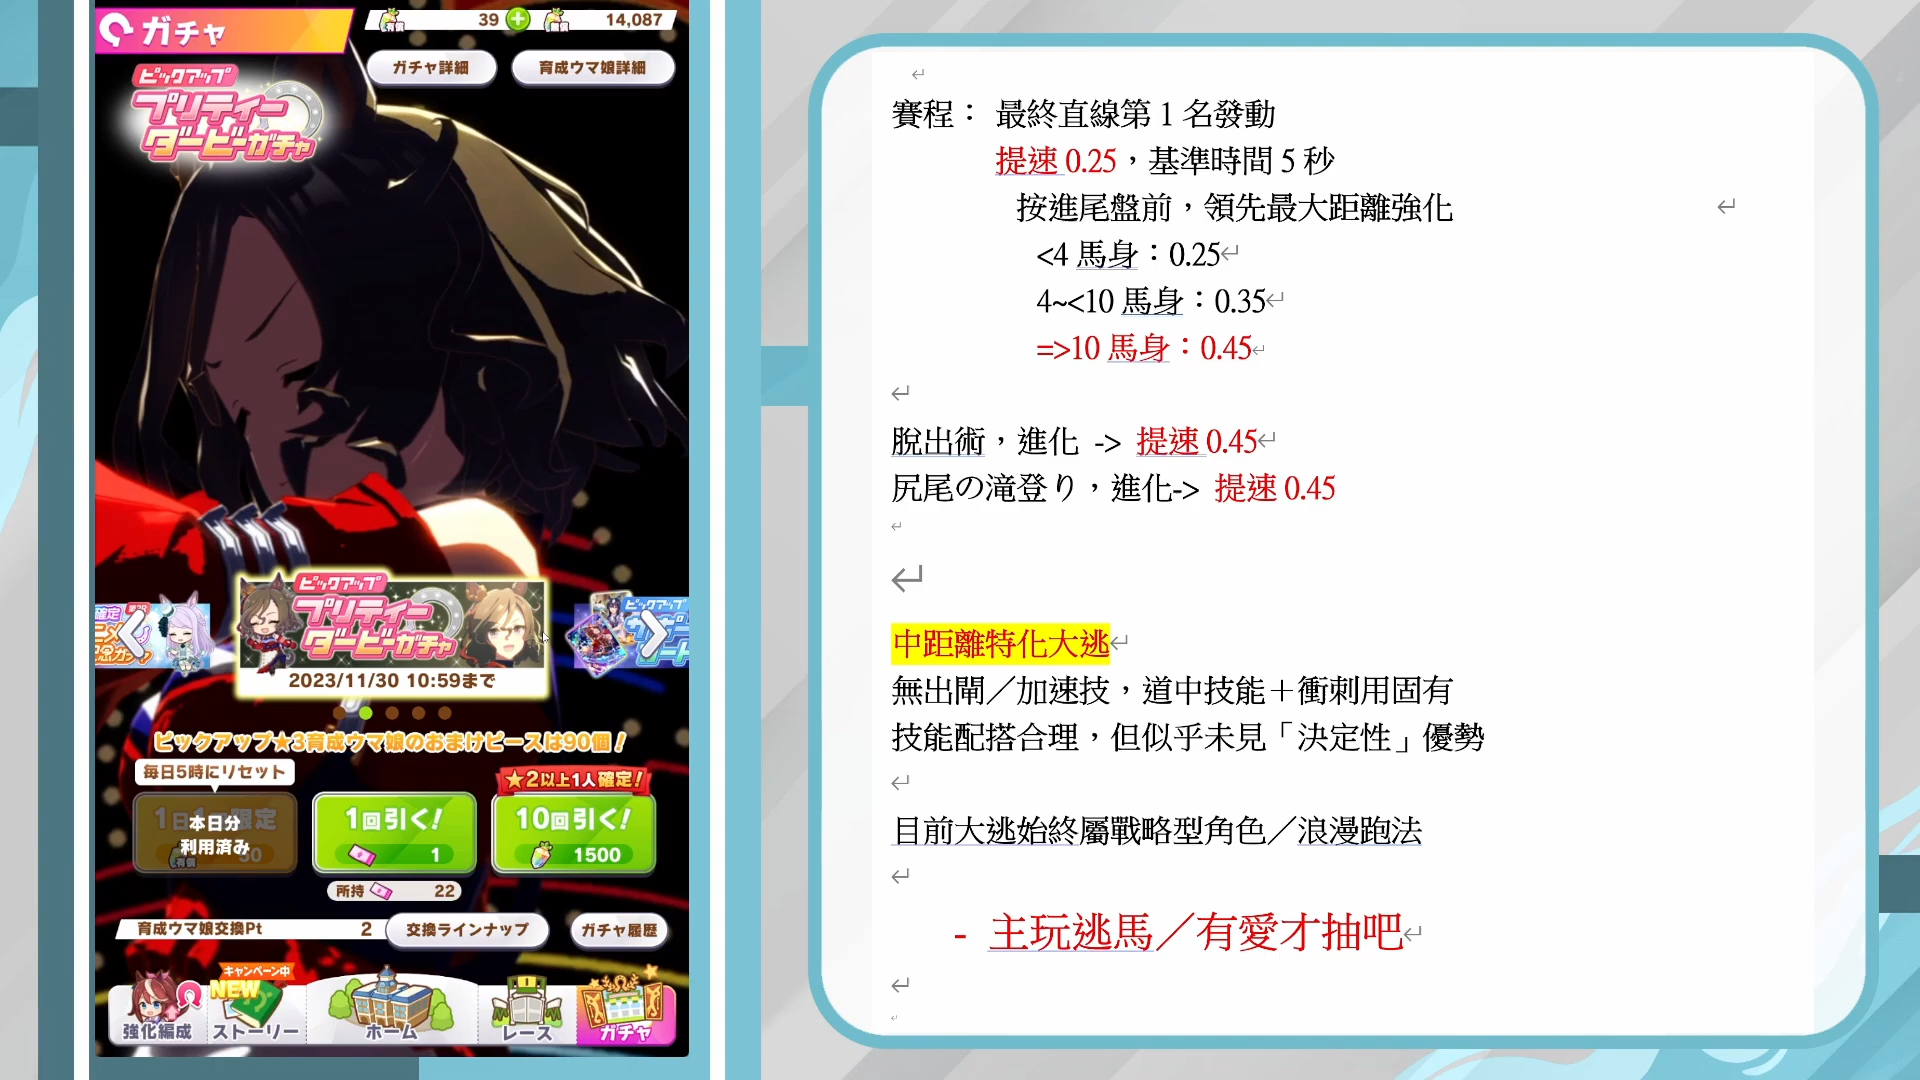 ガチャ
39
14,087
ガチャ詳細
育成ウマ娘詳細
ピックアップ
プリティー
ダービーガチャ
ピックアップ
プリティー
ダービーガチャ
2023/11/30 10:59まで
ピックアップ★3育成ウマ娘のおまけピースは90個！
毎日5時にリセット
★2以上1人確定！
本日分
利用済み
1回引く！
1
10回引く！
1500
所持 22
育成ウマ娘交換Pt 2
交換ラインナップ
ガチャ履歴
キャンペーン中
NEW
強化編成
ストーリー
ホーム
レース
ガチャ
賽程： 最終直線第 1 名發動
提速 0.25，基準時間 5 秒
按進尾盤前，領先最大距離強化
<4 馬身：0.25
4~<10 馬身：0.35
=>10 馬身：0.45
脫出術，進化 -> 提速 0.45
尻尾の滝登り，進化-> 提速 0.45
中距離特化大逃
無出閘／加速技，道中技能＋衝刺用固有
技能配搭合理，但似乎未見「決定性」優勢
目前大逃始終屬戰略型角色／浪漫跑法
- 主玩逃馬／有愛才抽吧